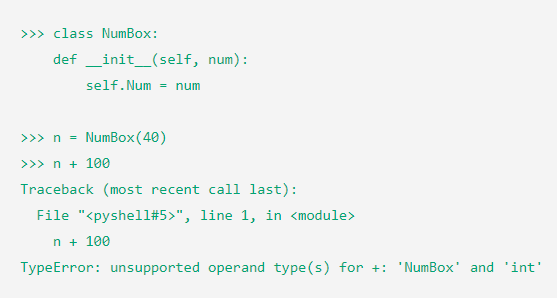 >>> class NumBox:
    def __init__(self, num):
        self.Num = num

>>> n = NumBox(40)
>>> n + 100
Traceback (most recent call last):
  File "<pyshell#5>", line 1, in <module>
    n + 100
TypeError: unsupported operand type(s) for +: 'NumBox' and 'int'